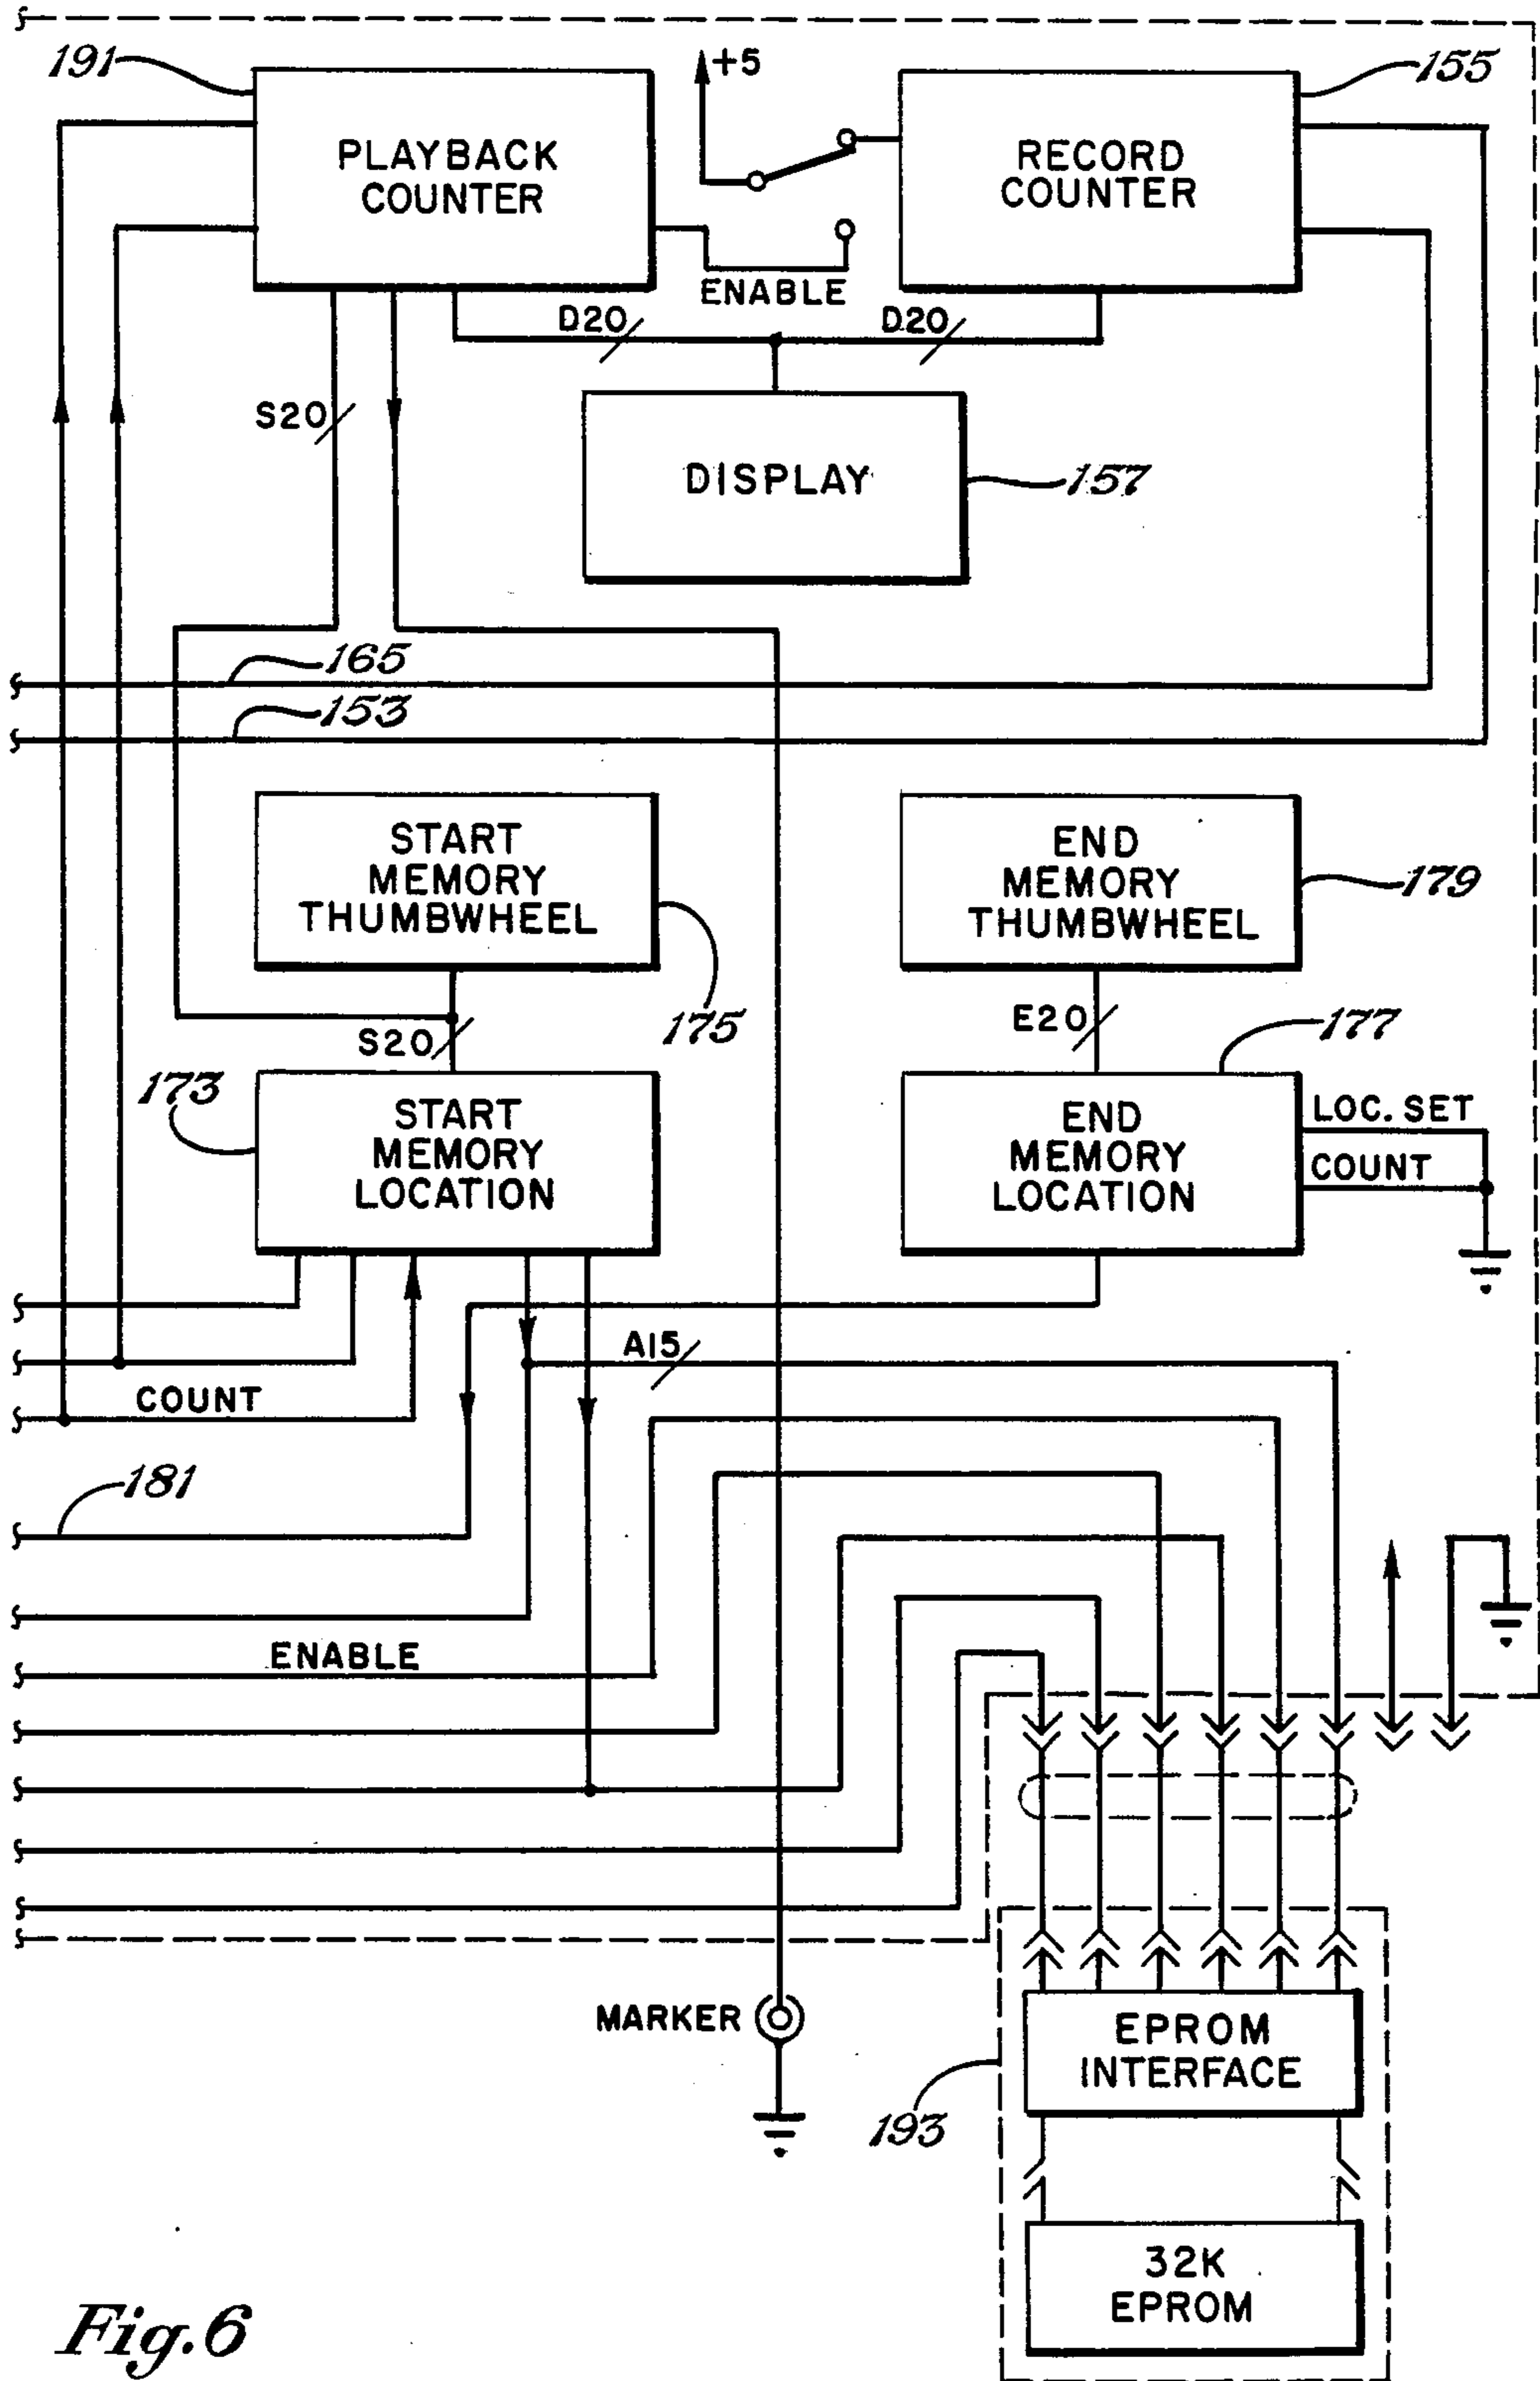 191
+5
155
PLAYBACK
COUNTER
RECORD
COUNTER
ENABLE
D20
D20
S20
DISPLAY
157
165
153
START
MEMORY
THUMBWHEEL
END
MEMORY
THUMBWHEEL
179
175
S20
E20
177
173
START
MEMORY
LOCATION
END
MEMORY
LOCATION
LOC. SET
COUNT
A15
COUNT
181
ENABLE
MARKER
EPROM
INTERFACE
193
32K
EPROM
Fig. 6